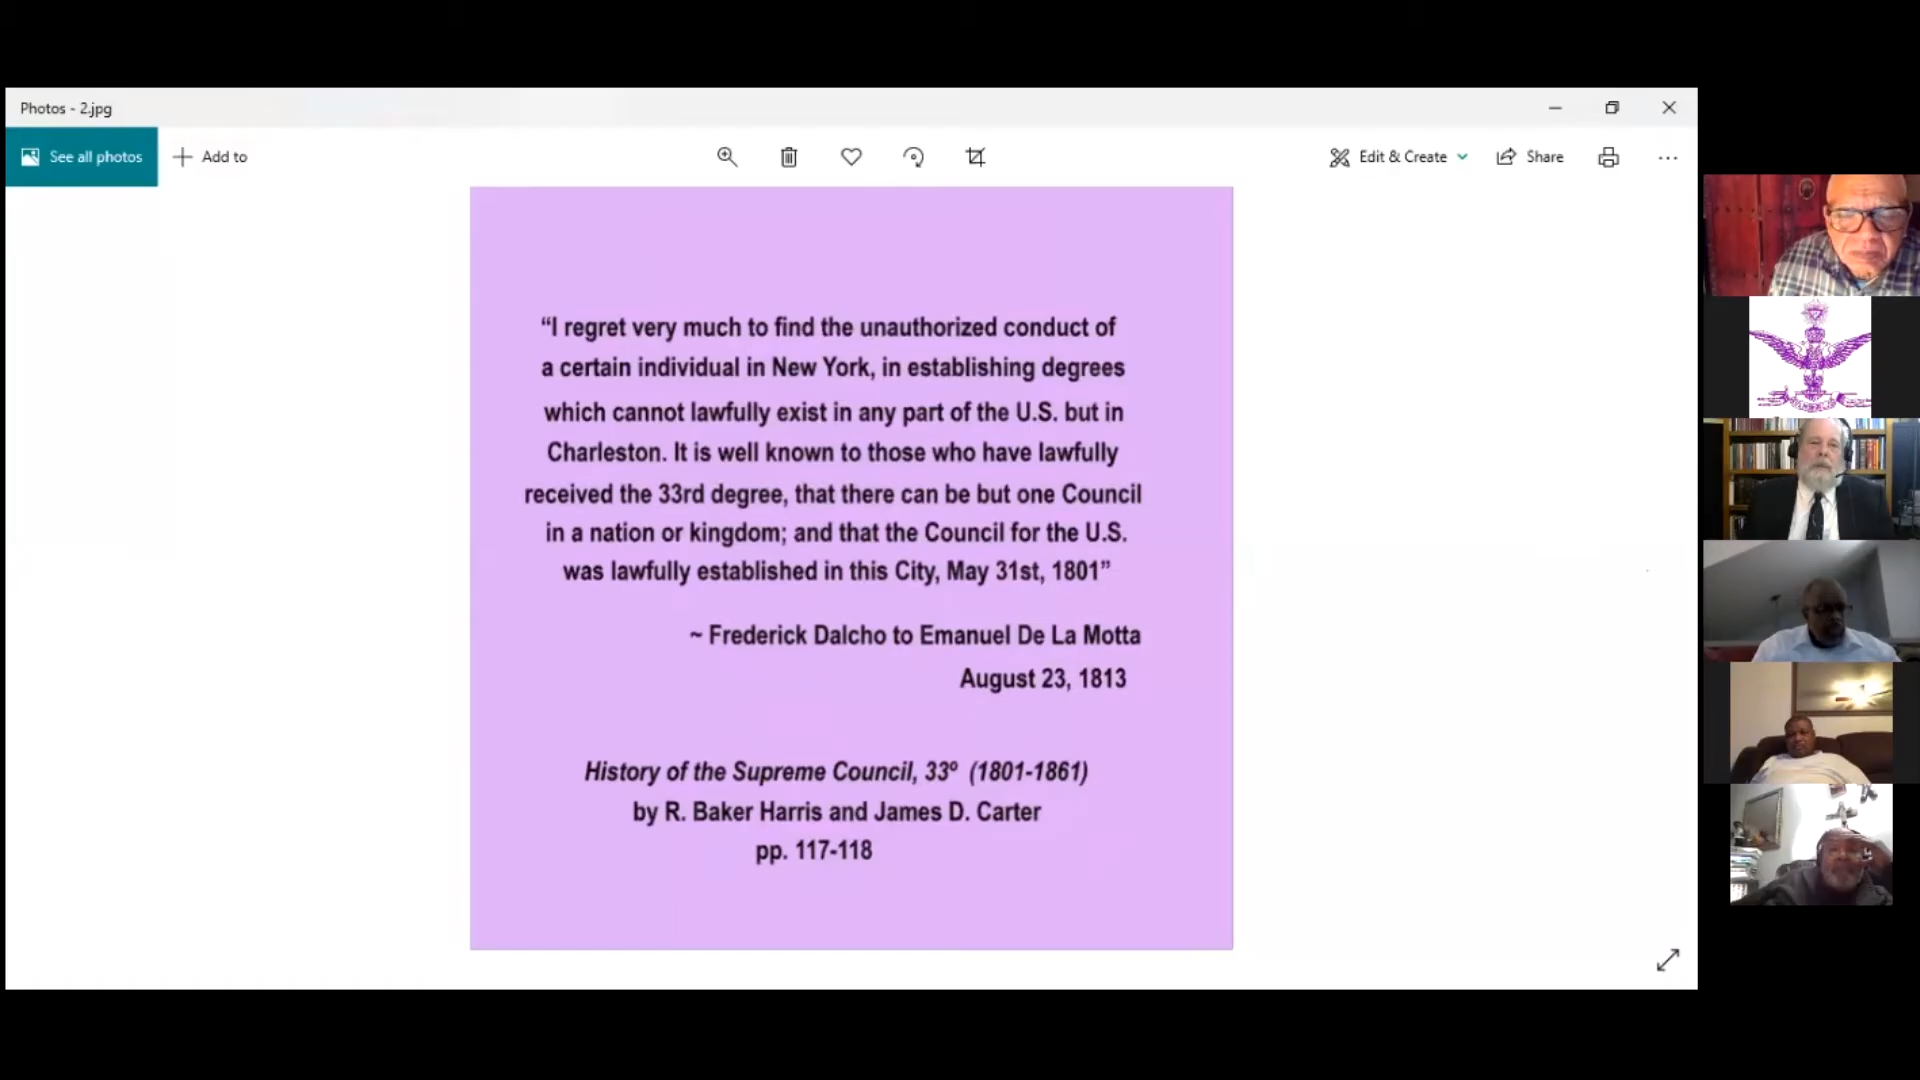 Photos - 2.jpg
See all photos
Add to
Edit & Create
Share
“I regret very much to find the unauthorized conduct of
a certain individual in New York, in establishing degrees
which cannot lawfully exist in any part of the U.S. but in
Charleston. It is well known to those who have lawfully
received the 33rd degree, that there can be but one Council
in a nation or kingdom; and that the Council for the U.S.
was lawfully established in this City, May 31st, 1801”
~ Frederick Dalcho to Emanuel De La Motta
August 23, 1813
History of the Supreme Council, 33º (1801-1861)
by R. Baker Harris and James D. Carter
pp. 117-118